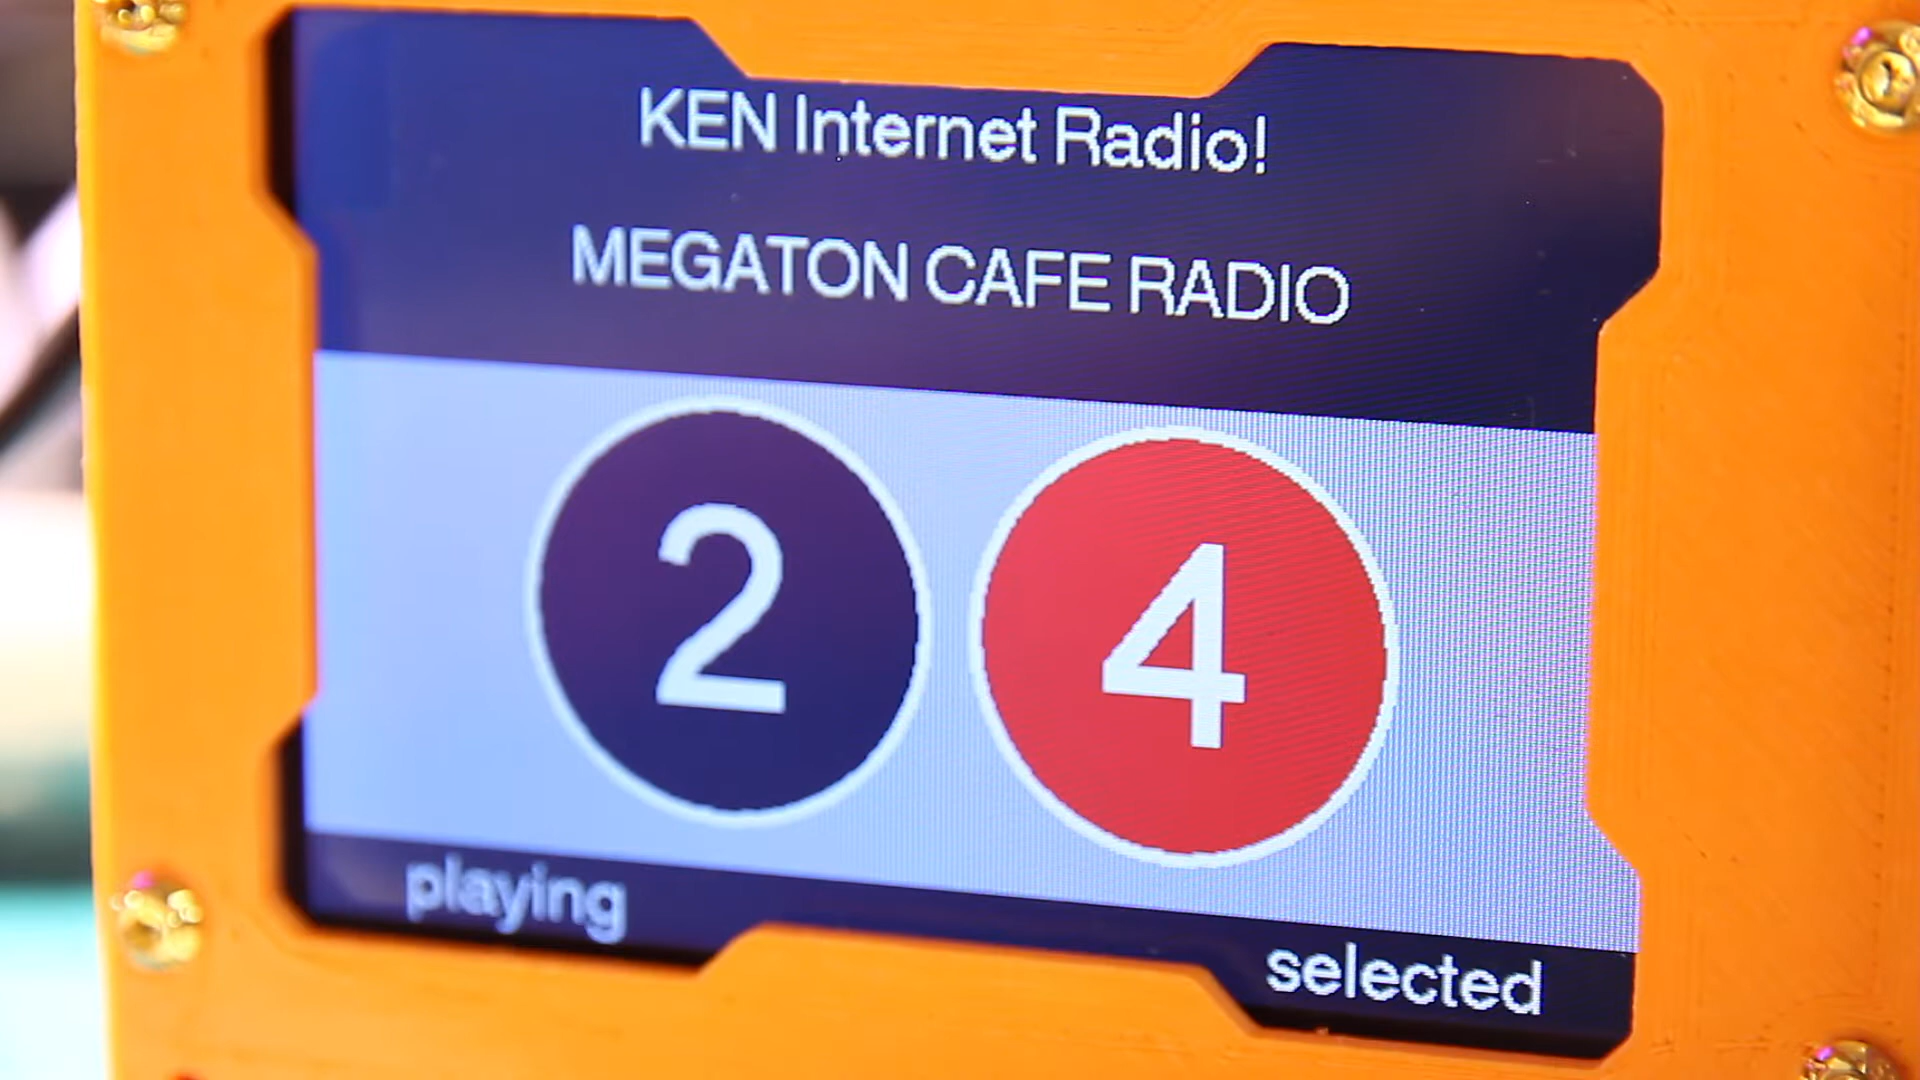 KEN Internet Radio!
MEGATON CAFE RADIO
2 4
playing
selected